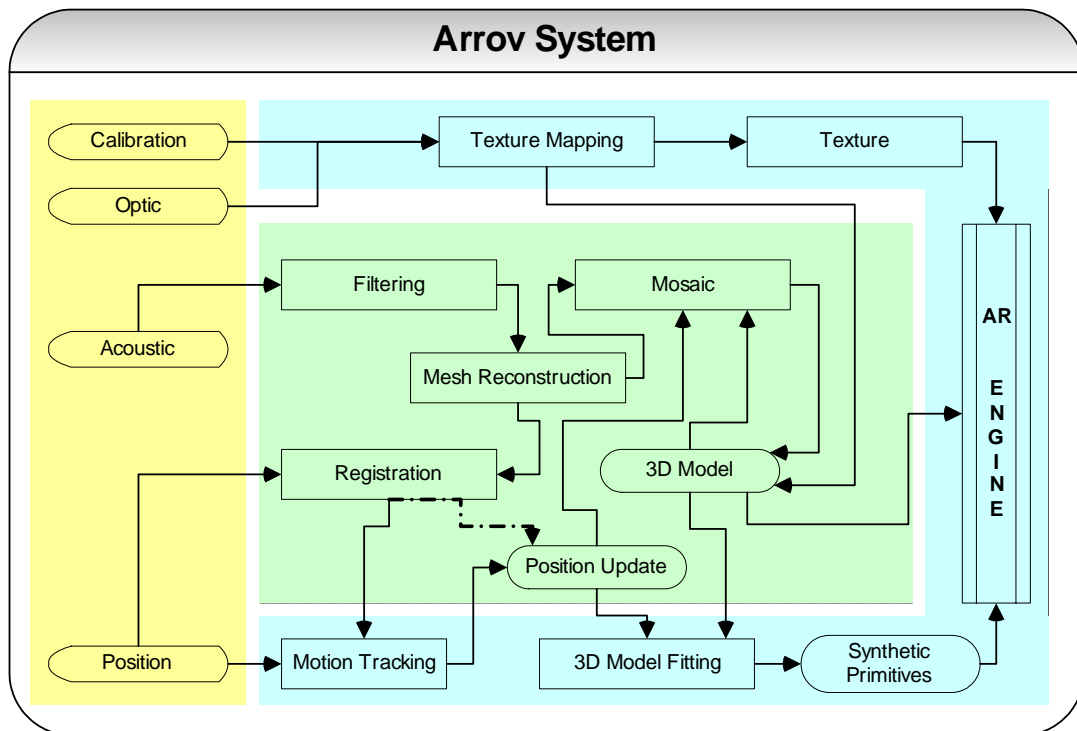 Arrov System
Calibration
Texture Mapping
Texture
Optic
Filtering
Mosaic
Acoustic
Mesh Reconstruction
AR
ENGINE
Registration
3D Model
Position Update
Position
Motion Tracking
3D Model Fitting
Synthetic
Primitives